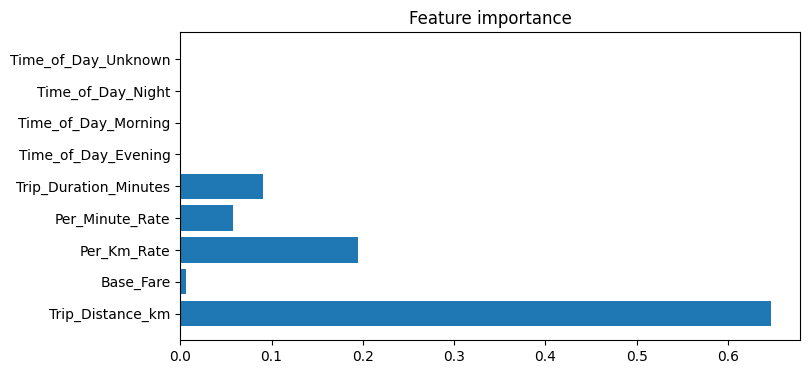 Feature importance
Time_of_Day_Unknown
Time_of_Day_Night
Time_of_Day_Morning
Time_of_Day_Evening
Trip_Duration_Minutes
Per_Minute_Rate
Per_Km_Rate
Base_Fare
Trip_Distance_km
0.0 0.1 0.2 0.3 0.4 0.5 0.6